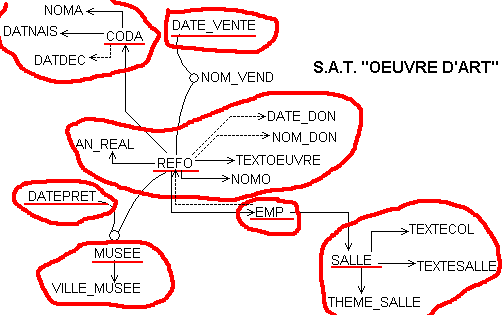 NOMA
DATE_VENTE
DATNAIS
CODA
DATDEC
S.A.T. "OEUVRE D'ART"
NOM_VEND
DATE_DON
NOM_DON
AN_REAL
REFO
TEXTOEUVRE
NOMO
DATEPRET
EMP
TEXTECOL
MUSEE
SALLE
TEXTESALLE
VILLE_MUSEE
THEME_SALLE